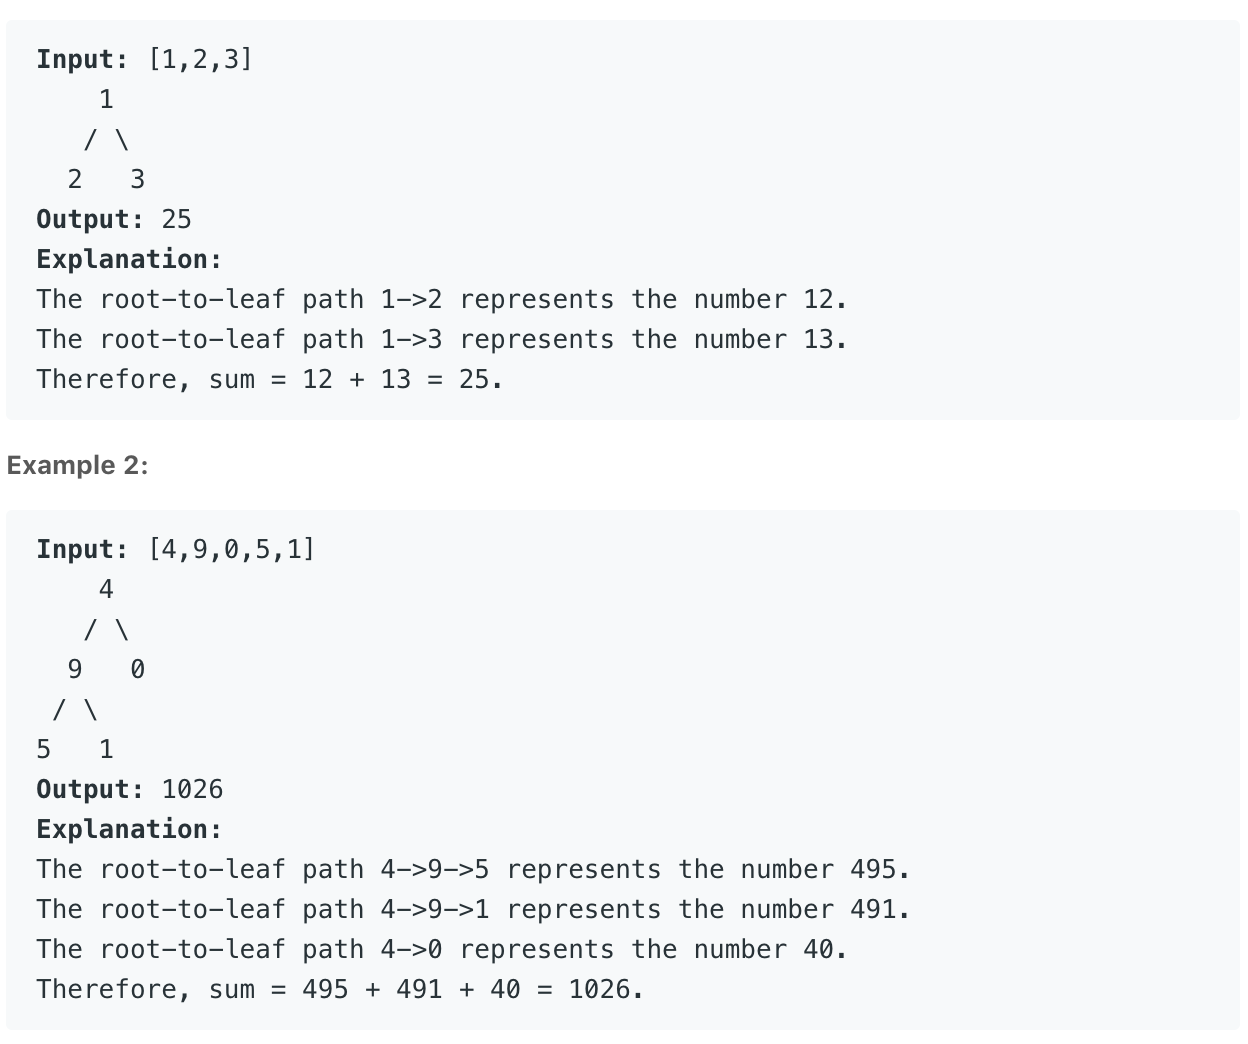 Input: [1,2,3]
    1
   / \
  2   3
Output: 25
Explanation:
The root-to-leaf path 1->2 represents the number 12.
The root-to-leaf path 1->3 represents the number 13.
Therefore, sum = 12 + 13 = 25.
Example 2:
Input: [4,9,0,5,1]
    4
   / \
  9   0
 / \
5   1
Output: 1026
Explanation:
The root-to-leaf path 4->9->5 represents the number 495.
The root-to-leaf path 4->9->1 represents the number 491.
The root-to-leaf path 4->0 represents the number 40.
Therefore, sum = 495 + 491 + 40 = 1026.